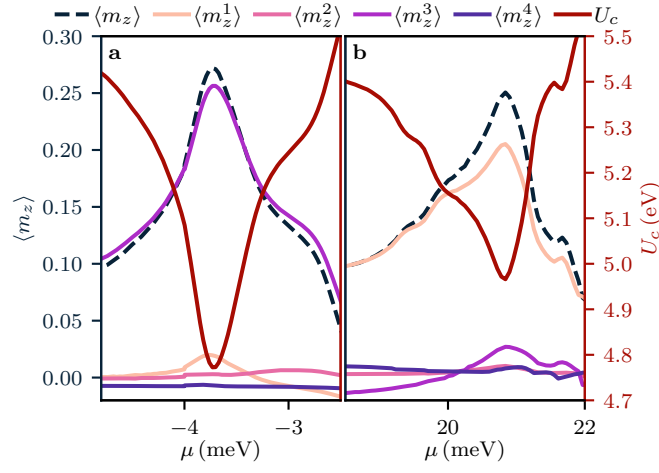 ⟨m_z⟩ ⟨m_z^1⟩ ⟨m_z^2⟩ ⟨m_z^3⟩ ⟨m_z^4⟩ U_c
a b
0.30
0.25
0.20
0.15
0.10
0.05
0.00
⟨m_z⟩
5.5
5.4
5.3
5.2
5.1
5.0
4.9
4.8
4.7
U_c (eV)
−4 −3 20 22
μ (meV) μ (meV)